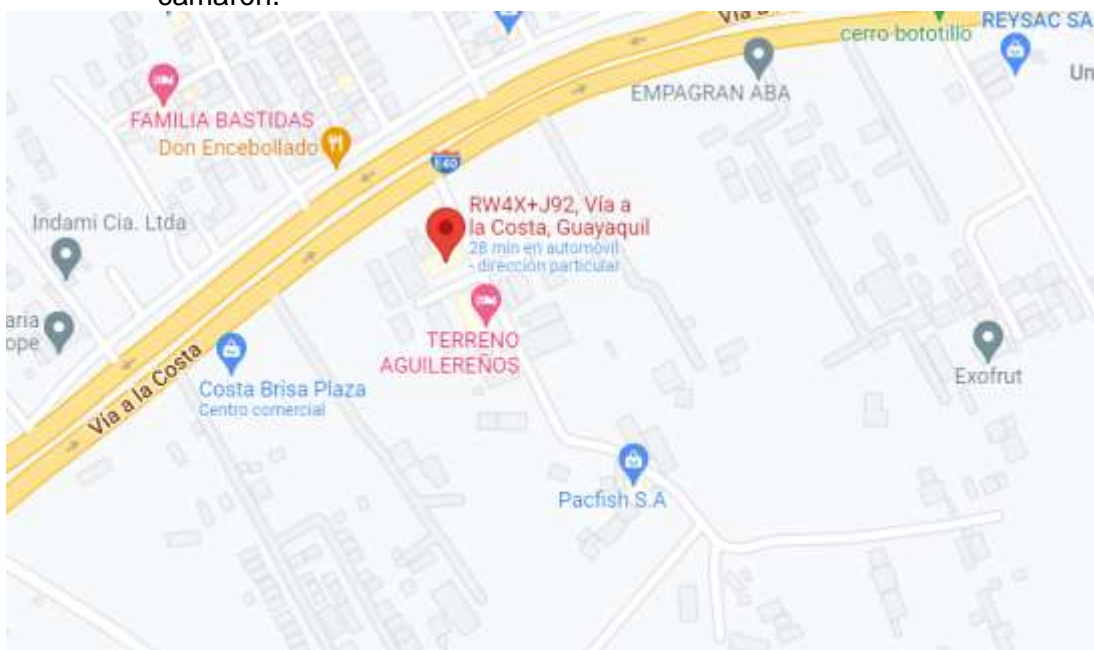 camarón.
Vía a
cerro bototillo
REYSAC SA
Un
EMPAGRAN ABA
FAMILIA BASTIDAS
Don Encebollado
E40
RW4X+J92, Vía a
la Costa, Guayaquil
28 min en automóvil
- dirección particular
Indami Cia. Ltda
aria
ope
TERRENO
AGUILEREÑOS
Exofrut
Costa Brisa Plaza
Centro comercial
Vía a la Costa
Pacfish S.A